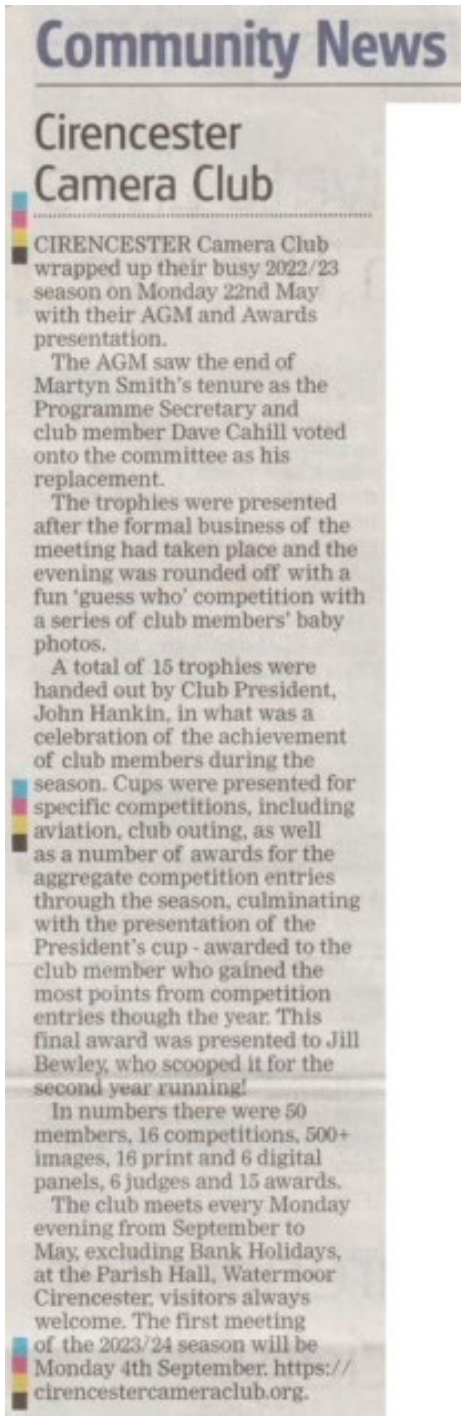 Community News
Cirencester
Camera Club
CIRENCESTER Camera Club
wrapped up their busy 2022/23
season on Monday 22nd May
with their AGM and Awards
presentation.
The AGM saw the end of
Martyn Smith's tenure as the
Programme Secretary and
club member Dave Cahill voted
onto the committee as his
replacement.
The trophies were presented
after the formal business of the
meeting had taken place and the
evening was rounded off with a
fun 'guess who' competition with
a series of club members' baby
photos.
A total of 15 trophies were
handed out by Club President,
John Hankin, in what was a
celebration of the achievement
of club members during the
season. Cups were presented for
specific competitions, including
aviation, club outing, as well
as a number of awards for the
aggregate competition entries
through the season, culminating
with the presentation of the
President's cup - awarded to the
club member who gained the
most points from competition
entries though the year. This
final award was presented to Jill
Bewley, who scooped it for the
second year running!
In numbers there were 50
members, 16 competitions, 500+
images, 16 print and 6 digital
panels, 6 judges and 15 awards.
The club meets every Monday
evening from September to
May, excluding Bank Holidays,
at the Parish Hall, Watermoor
Cirencester, visitors always
welcome. The first meeting
of the 2023/24 season will be
Monday 4th September. https://
cirencestercameraclub.org.